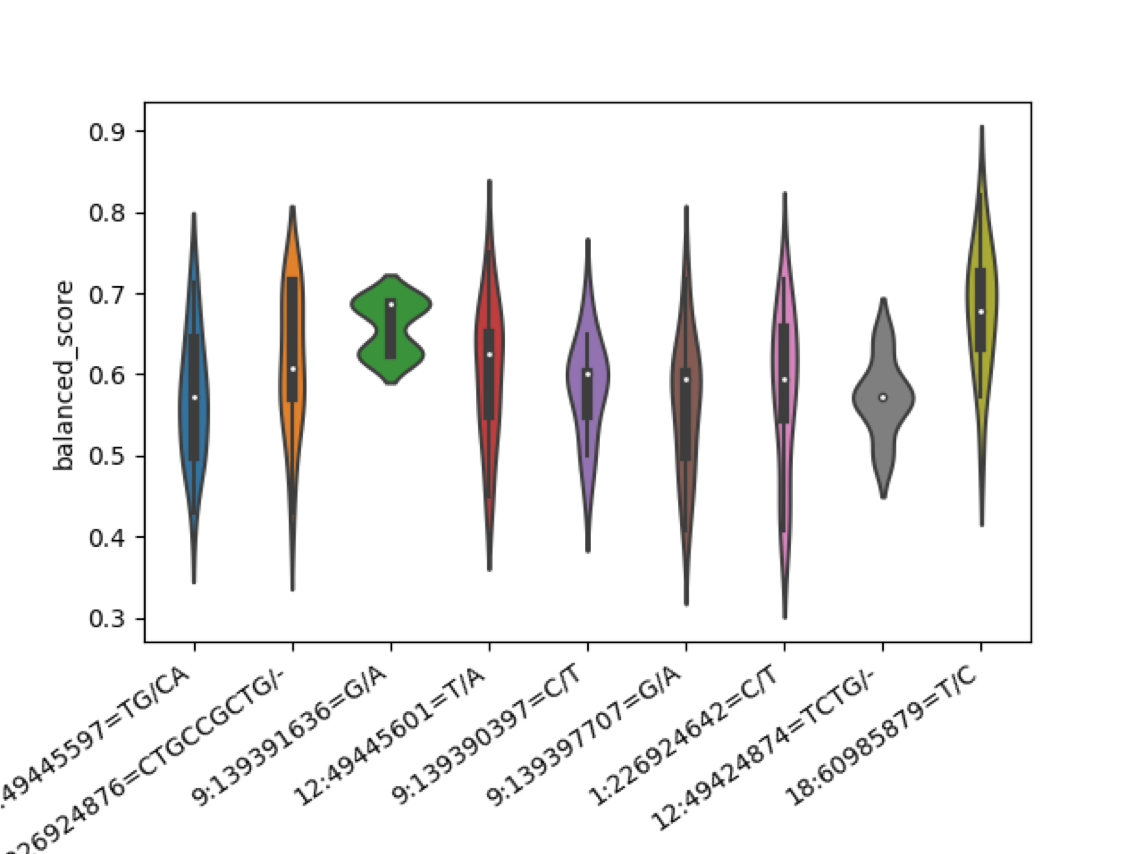 balanced_score
0.9
0.8
0.7
0.6
0.5
0.4
0.3
:49445597=TG/CA
226924876=CTGCCGCTG/-
9:139391636=G/A
12:49445601=T/A
9:139390397=C/T
9:139397707=G/A
1:226924642=C/T
12:49424874=TCTG/-
18:60985879=T/C